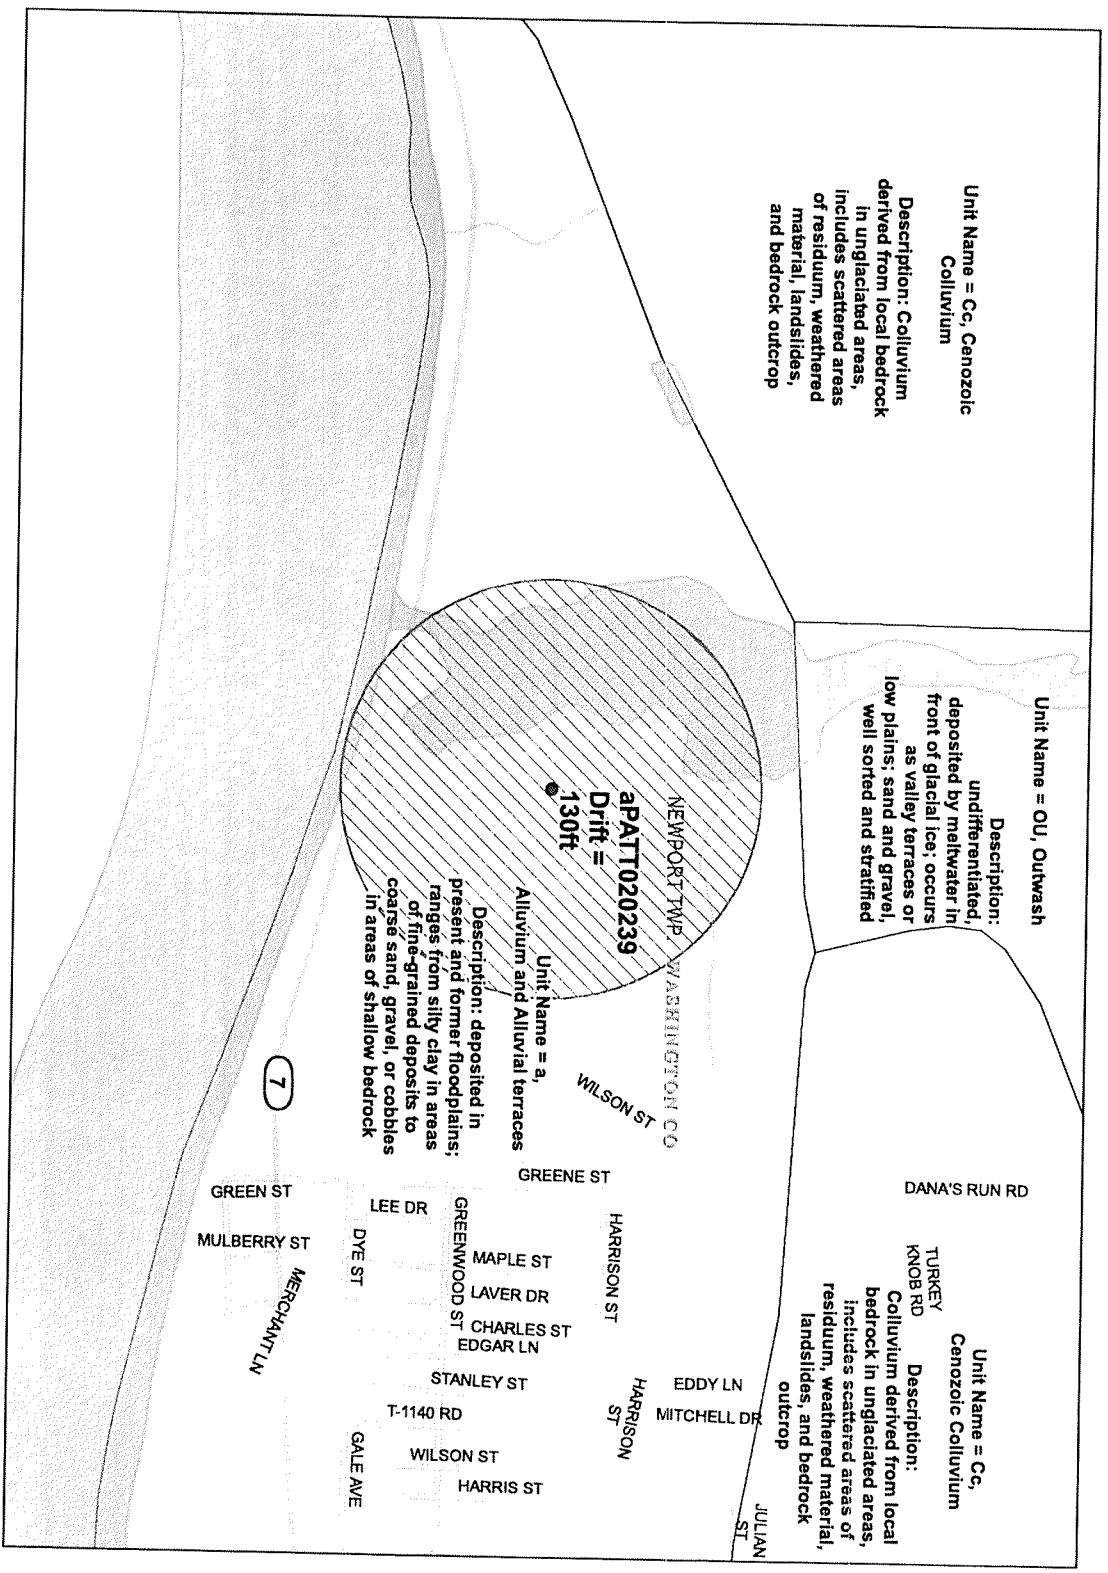 Unit Name = Cc, Cenozoic
Colluvium
Description: Colluvium
derived from local bedrock
in unglaciated areas,
includes scattered areas
of residuum, weathered
material, landslides,
and bedrock outcrop
Unit Name = OU, Outwash
Description:
undifferentiated,
deposited by meltwater in
front of glacial ice; occurs
as valley terraces or
low plains; sand and gravel,
well sorted and stratified
Unit Name = Cc,
Cenozoic Colluvium
Description:
Colluvium derived from local
bedrock in unglaciated areas,
includes scattered areas of
residuum, weathered material,
landslides, and bedrock
outcrop
DANA'S RUN RD
TURKEY
KNOB RD
NEWPORT TWP. WASHINGTON CO
aPATT020239
Drift =
130ft
Unit Name = a,
Alluvium and Alluvial terraces
Description: deposited in
present and former floodplains;
ranges from silty clay in areas
of fine-grained deposits to
coarse sand, gravel, or cobbles
in areas of shallow bedrock
WILSON ST
GREENE ST
HARRISON ST
EDDY LN
MITCHELL DR
HARRISON
ST
JULIAN
ST
GREENWOOD ST
MAPLE ST
LAVER DR
CHARLES ST
EDGAR LN
STANLEY ST
T-1140 RD
WILSON ST
HARRIS ST
LEE DR
DYE ST
GALE AVE
7
GREEN ST
MULBERRY ST
MERCHANT LN